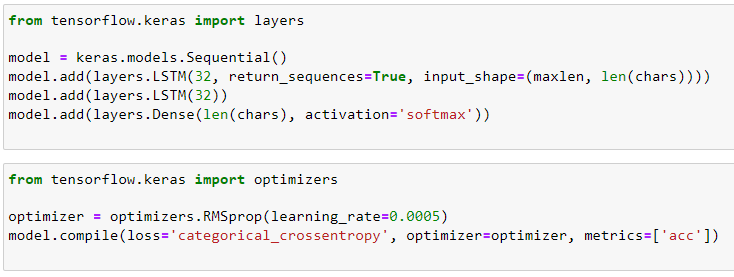 from tensorflow.keras import layers
model = keras.models.Sequential()
model.add(layers.LSTM(32, return_sequences=True, input_shape=(maxlen, len(chars))))
model.add(layers.LSTM(32))
model.add(layers.Dense(len(chars), activation='softmax'))
from tensorflow.keras import optimizers
optimizer = optimizers.RMSprop(learning_rate=0.0005)
model.compile(loss='categorical_crossentropy', optimizer=optimizer, metrics=['acc'])